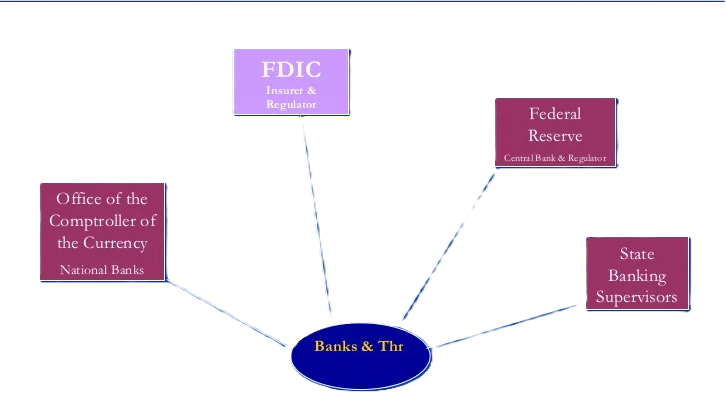 FDIC
Insurer &
Regulator
Federal
Reserve
Central Bank & Regulator
Office of the
Comptroller of
the Currency
National Banks
State
Banking
Supervisors
Banks & Thr